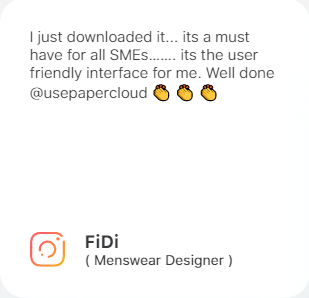 I just downloaded it... its a must
have for all SMEs....... its the user
friendly interface for me. Well done
@usepapercloud 👏 👏 👏
FiDi
( Menswear Designer )